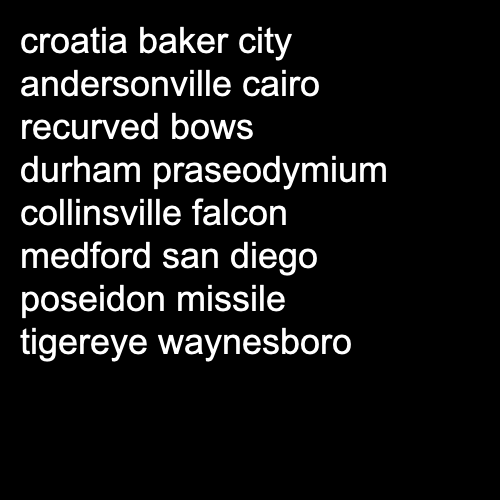 croatia baker city
andersonville cairo
recurved bows
durham praseodymium
collinsville falcon
medford san diego
poseidon missile
tigereye waynesboro